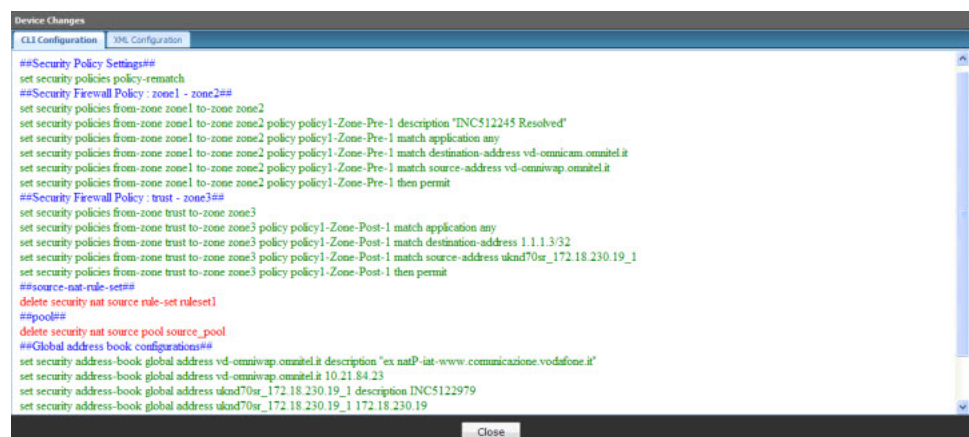 Device Changes
CLI Configuration XML Configuration
##Security Policy Settings##
set security policies policy-rematch
##Security Firewall Policy : zone1 - zone2##
set security policies from-zone zone1 to-zone zone2
set security policies from-zone zone1 to-zone zone2 policy policy1-Zone-Pre-1 description "INC512245 Resolved"
set security policies from-zone zone1 to-zone zone2 policy policy1-Zone-Pre-1 match application any
set security policies from-zone zone1 to-zone zone2 policy policy1-Zone-Pre-1 match destination-address vd-omnicam.omnitel.it
set security policies from-zone zone1 to-zone zone2 policy policy1-Zone-Pre-1 match source-address vd-omniwap.omnitel.it
set security policies from-zone zone1 to-zone zone2 policy policy1-Zone-Pre-1 then permit
##Security Firewall Policy : trust - zone3##
set security policies from-zone trust to-zone zone3
set security policies from-zone trust to-zone zone3 policy policy1-Zone-Post-1 match application any
set security policies from-zone trust to-zone zone3 policy policy1-Zone-Post-1 match destination-address 1.1.1.3/32
set security policies from-zone trust to-zone zone3 policy policy1-Zone-Post-1 match source-address uknd70sr_172.18.230.19_1
set security policies from-zone trust to-zone zone3 policy policy1-Zone-Post-1 then permit
##source-nat-rule-set##
delete security nat source rule-set ruleset1
##pool##
delete security nat source pool source_pool
##Global address book configurations##
set security address-book global address vd-omniwap.omnitel.it description "ex natP-iat-www.comunicazione.vodafone.it"
set security address-book global address vd-omniwap.omnitel.it 10.21.84.23
set security address-book global address uknd70sr_172.18.230.19_1 description INC5122979
set security address-book global address uknd70sr_172.18.230.19_1 172.18.230.19
Close